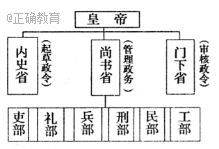 @正确教育
皇帝
内史省
(起草政令)
尚书省
(管理政务)
门下省
(审核政令)
吏部
礼部
兵部
刑部
民部
工部